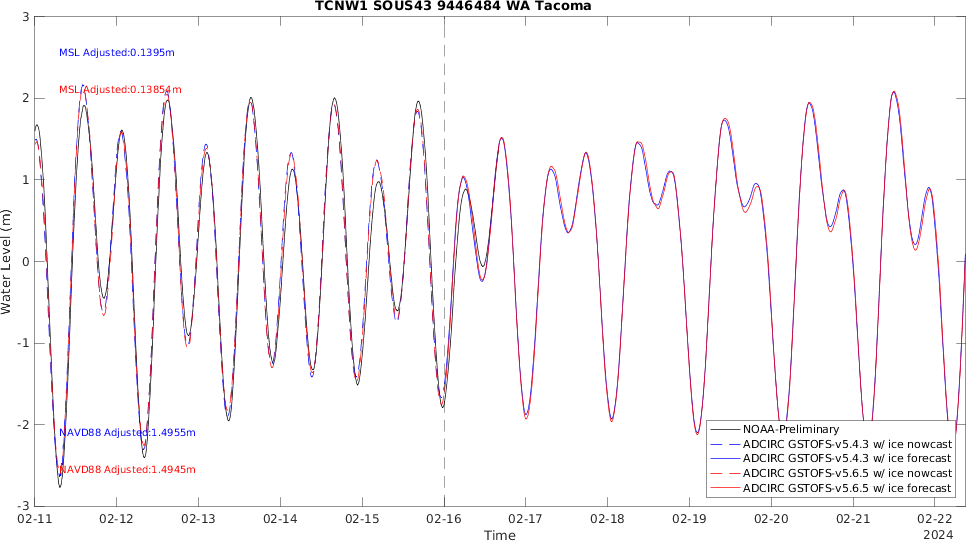 TCNW1 SOUS43 9446484 WA Tacoma
3
2
1
0
-1
-2
-3
Water Level (m)
MSL Adjusted:0.1395m
MSL Adjusted:0.13854m
NAVD88 Adjusted:1.4955m
NAVD88 Adjusted:1.4945m
NOAA-Preliminary
ADCIRC GSTOFS-v5.4.3 w/ ice nowcast
ADCIRC GSTOFS-v5.4.3 w/ ice forecast
ADCIRC GSTOFS-v5.6.5 w/ ice nowcast
ADCIRC GSTOFS-v5.6.5 w/ ice forecast
02-11 02-12 02-13 02-14 02-15 02-16 02-17 02-18 02-19 02-20 02-21 02-22
Time
2024